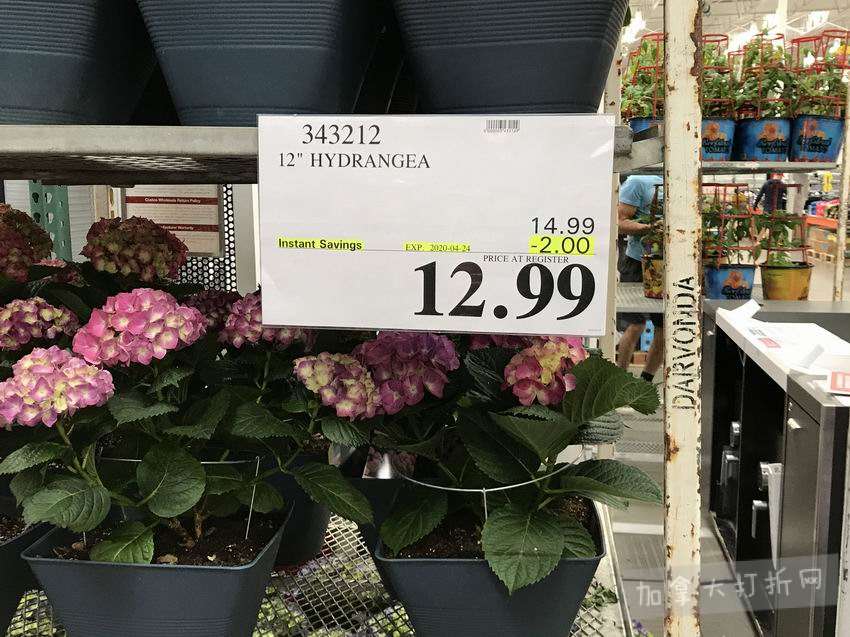 343212
12" HYDRANGEA
14.99
Instant Savings EXP. 2020-04-24 -2.00
PRICE AT REGISTER
12.99
DARVONDA
加拿大打折网